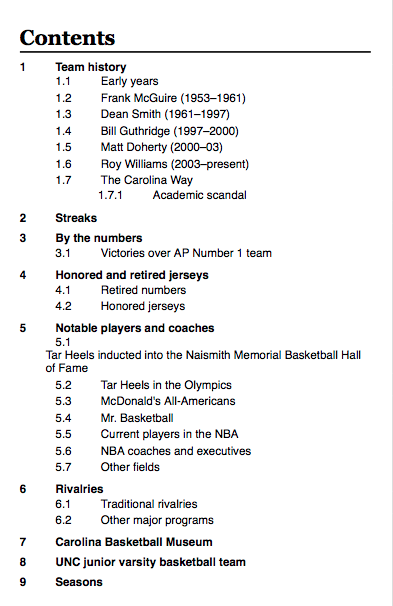 Contents
1 Team history
1.1 Early years
1.2 Frank McGuire (1953–1961)
1.3 Dean Smith (1961–1997)
1.4 Bill Guthridge (1997–2000)
1.5 Matt Doherty (2000–03)
1.6 Roy Williams (2003–present)
1.7 The Carolina Way
1.7.1 Academic scandal
2 Streaks
3 By the numbers
3.1 Victories over AP Number 1 team
4 Honored and retired jerseys
4.1 Retired numbers
4.2 Honored jerseys
5 Notable players and coaches
5.1
Tar Heels inducted into the Naismith Memorial Basketball Hall
of Fame
5.2 Tar Heels in the Olympics
5.3 McDonald's All-Americans
5.4 Mr. Basketball
5.5 Current players in the NBA
5.6 NBA coaches and executives
5.7 Other fields
6 Rivalries
6.1 Traditional rivalries
6.2 Other major programs
7 Carolina Basketball Museum
8 UNC junior varsity basketball team
9 Seasons